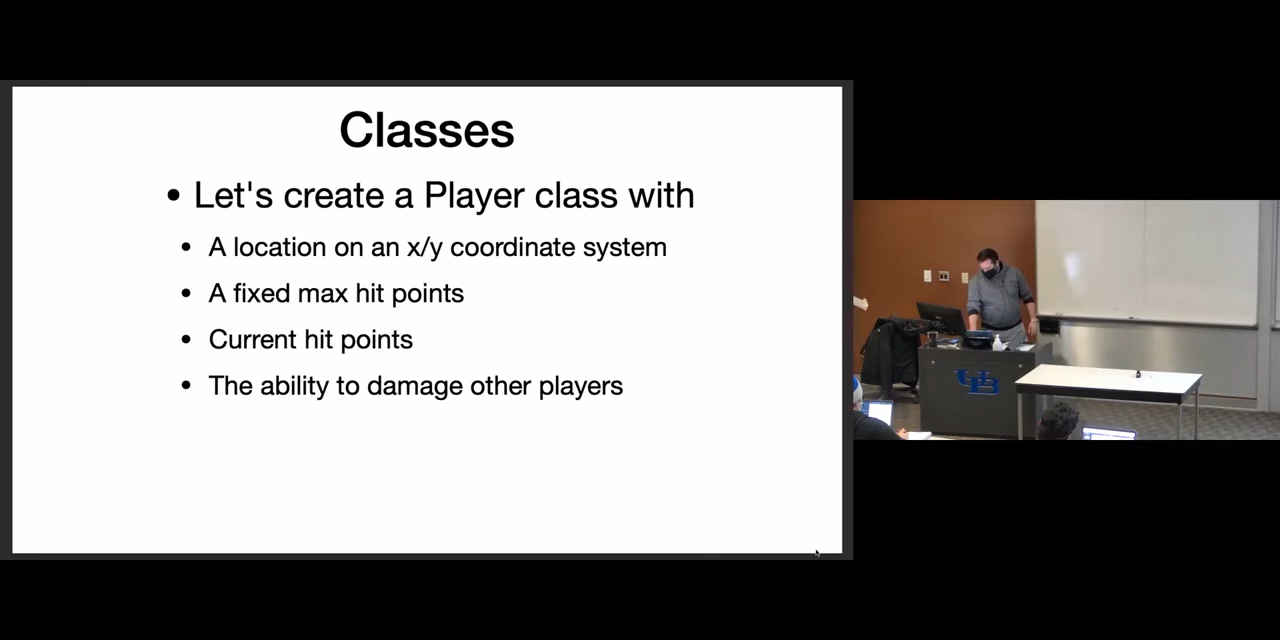 Classes
• Let's create a Player class with
• A location on an x/y coordinate system
• A fixed max hit points
• Current hit points
• The ability to damage other players
UB